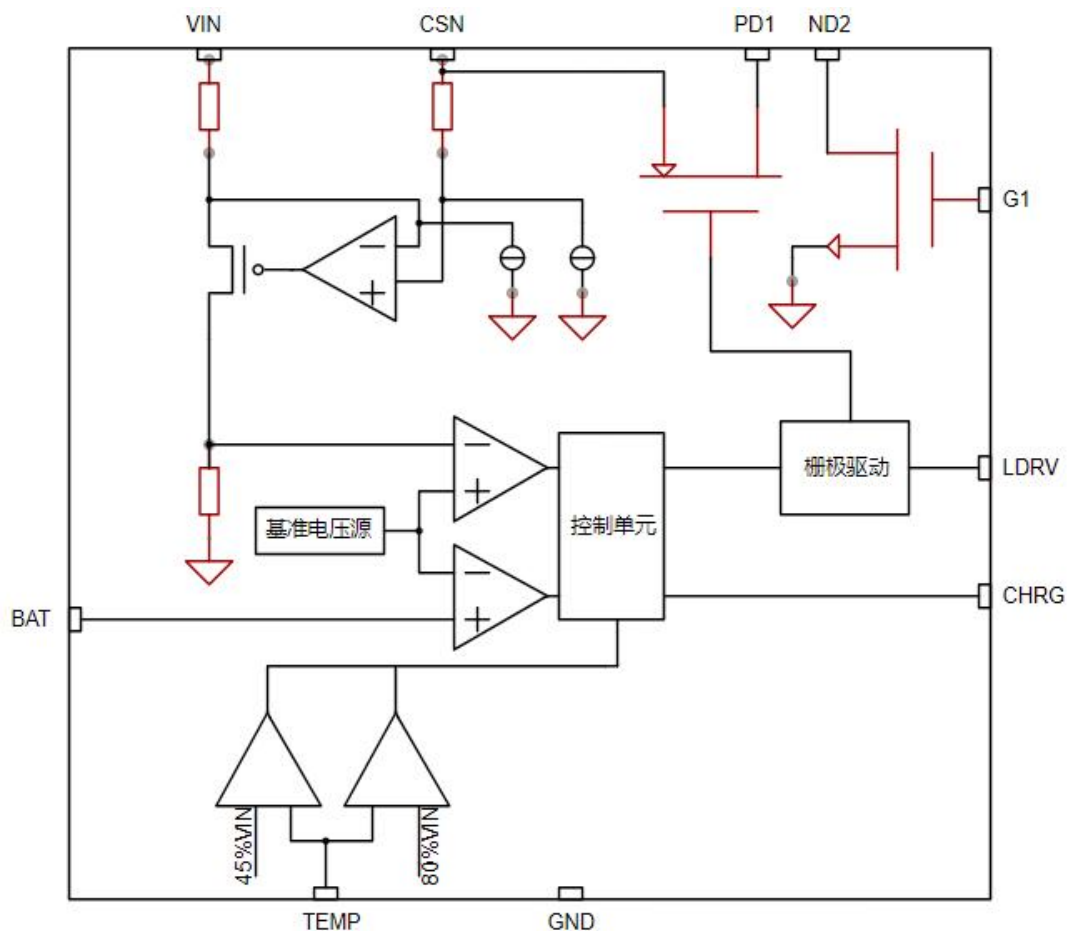 VIN
CSN
PD1
ND2
G1
栅极驱动
LDRV
基准电压源
控制单元
CHRG
BAT
45%VIN
80%VIN
TEMP
GND